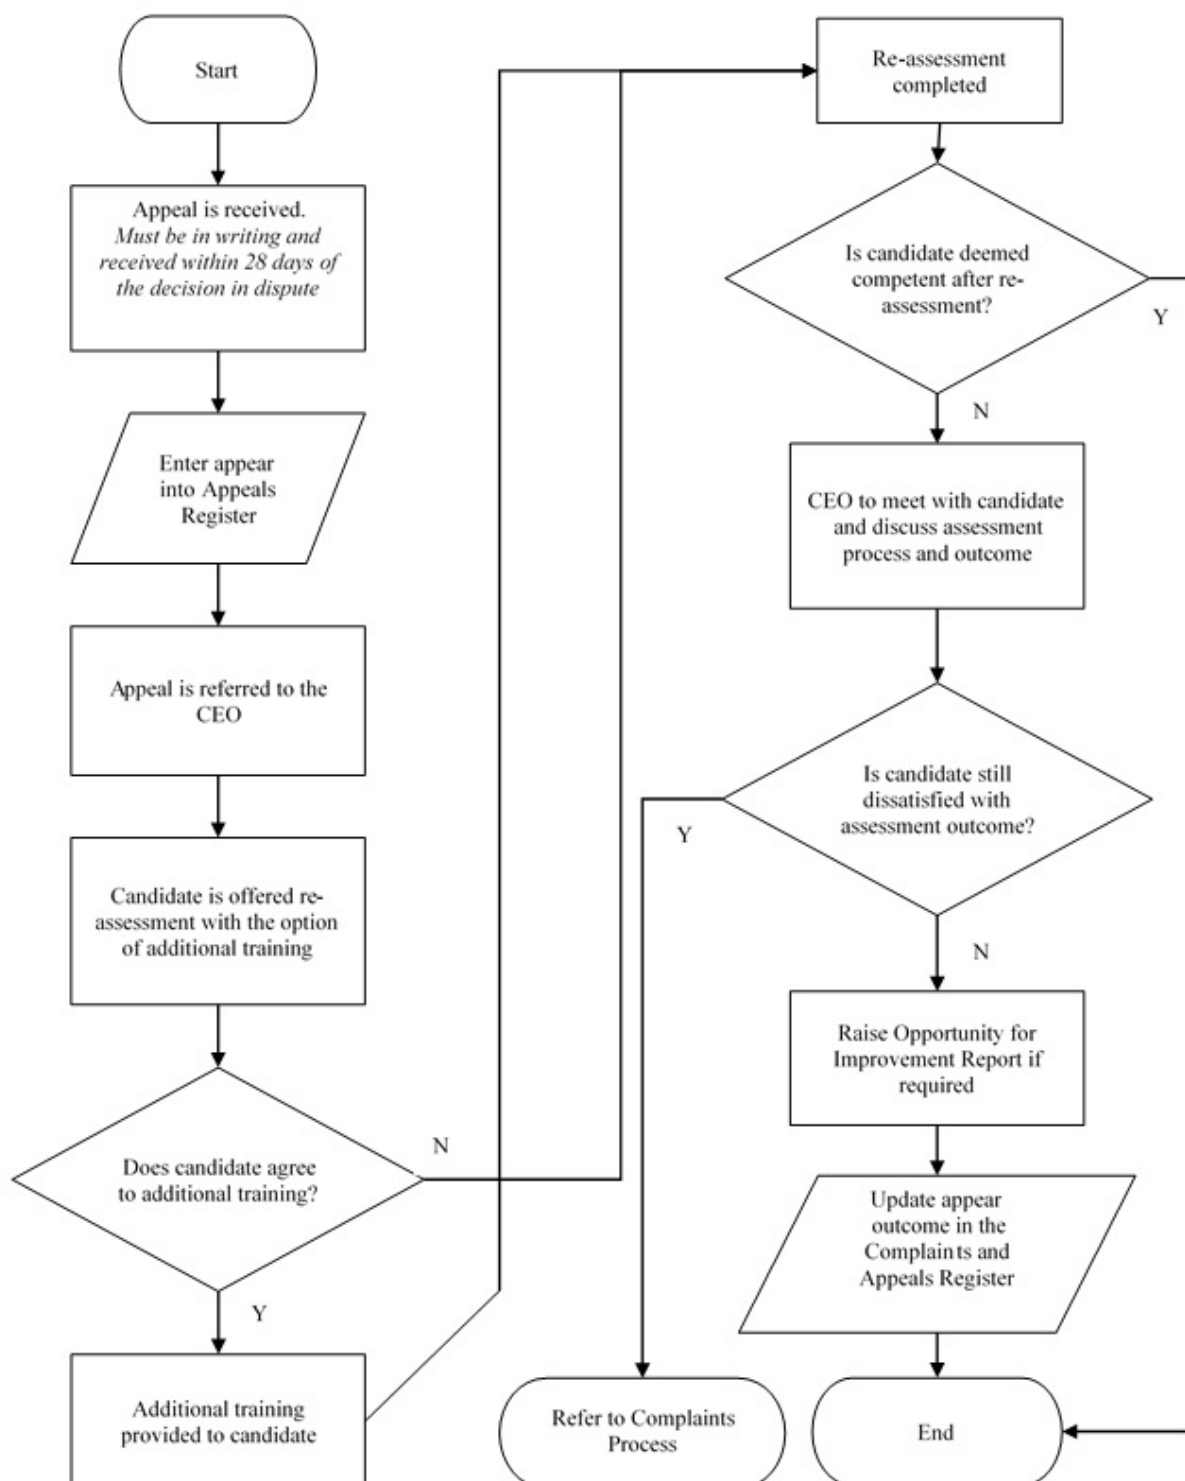 Start
Appeal is received.
Must be in writing and
received within 28 days of
the decision in dispute
Enter appear
into Appeals
Register
Appeal is referred to the
CEO
Candidate is offered re-
assessment with the option
of additional training
Does candidate agree
to additional training?
N
Y
Additional training
provided to candidate
Re-assessment
completed
Is candidate deemed
competent after re-
assessment?
Y
N
CEO to meet with candidate
and discuss assessment
process and outcome
Is candidate still
dissatisfied with
assessment outcome?
Y
N
Raise Opportunity for
Improvement Report if
required
Update appear
outcome in the
Complaints and
Appeals Register
Refer to Complaints
Process
End